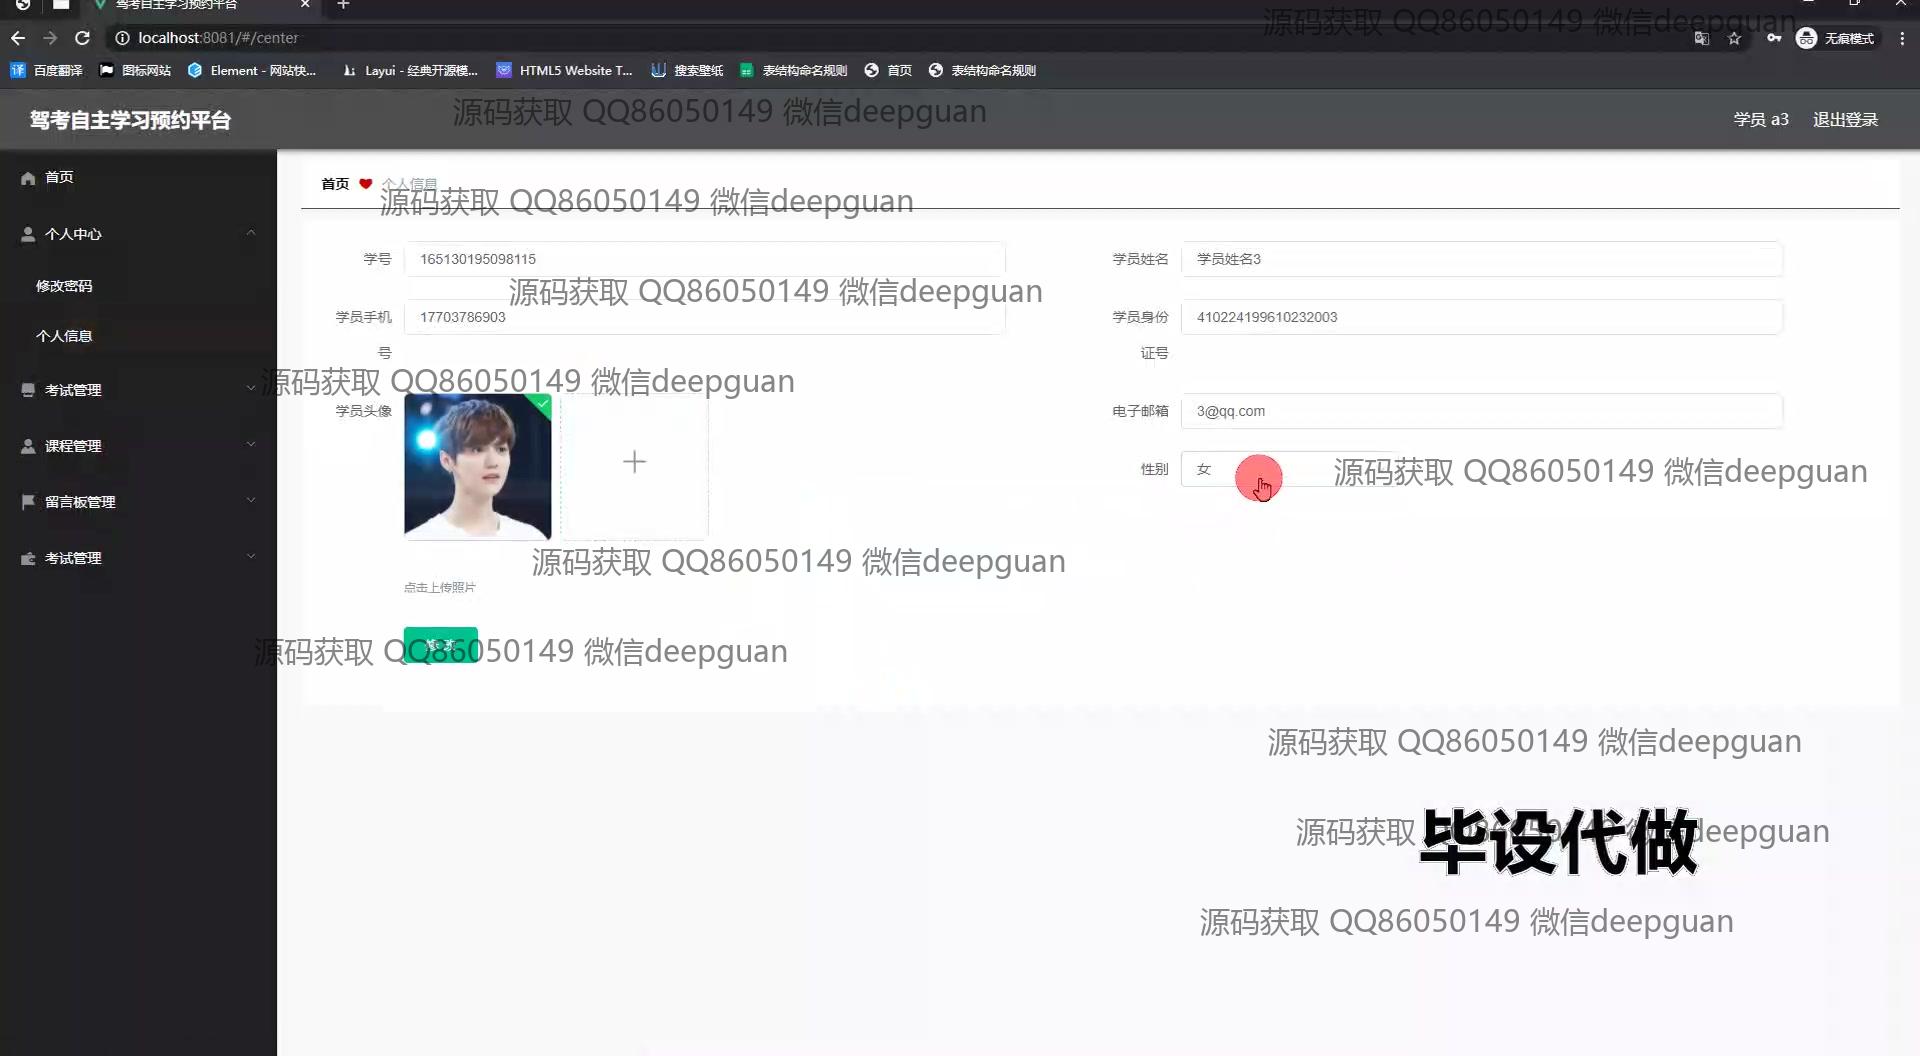 驾考自主学习预约平台
localhost:8081/#/center
无痕模式
百度翻译 图标网站 Element - 网站快... Layui - 经典开源模... HTML5 Website T... 搜索壁纸 表结构命名规则 首页 表结构命名规则
源码获取 QQ86050149 微信deepguan
驾考自主学习预约平台
源码获取 QQ86050149 微信deepguan
学员 a3 退出登录
首页
个人中心
修改密码
个人信息
考试管理
课程管理
留言板管理
考试管理
首页 个人信息
源码获取 QQ86050149 微信deepguan
学号 165130195098115
学员姓名 学员姓名3
源码获取 QQ86050149 微信deepguan
学员手机号 17703786903
学员身份证号 410224199610232003
源码获取 QQ86050149 微信deepguan
学员头像
电子邮箱 3@qq.com
性别 女
源码获取 QQ86050149 微信deepguan
源码获取 QQ86050149 微信deepguan
点击上传照片
修改
源码获取 QQ86050149 微信deepguan
源码获取 QQ86050149 微信deepguan
源码获取 QQ86050149 微信deepguan
毕设代做
源码获取 QQ86050149 微信deepguan